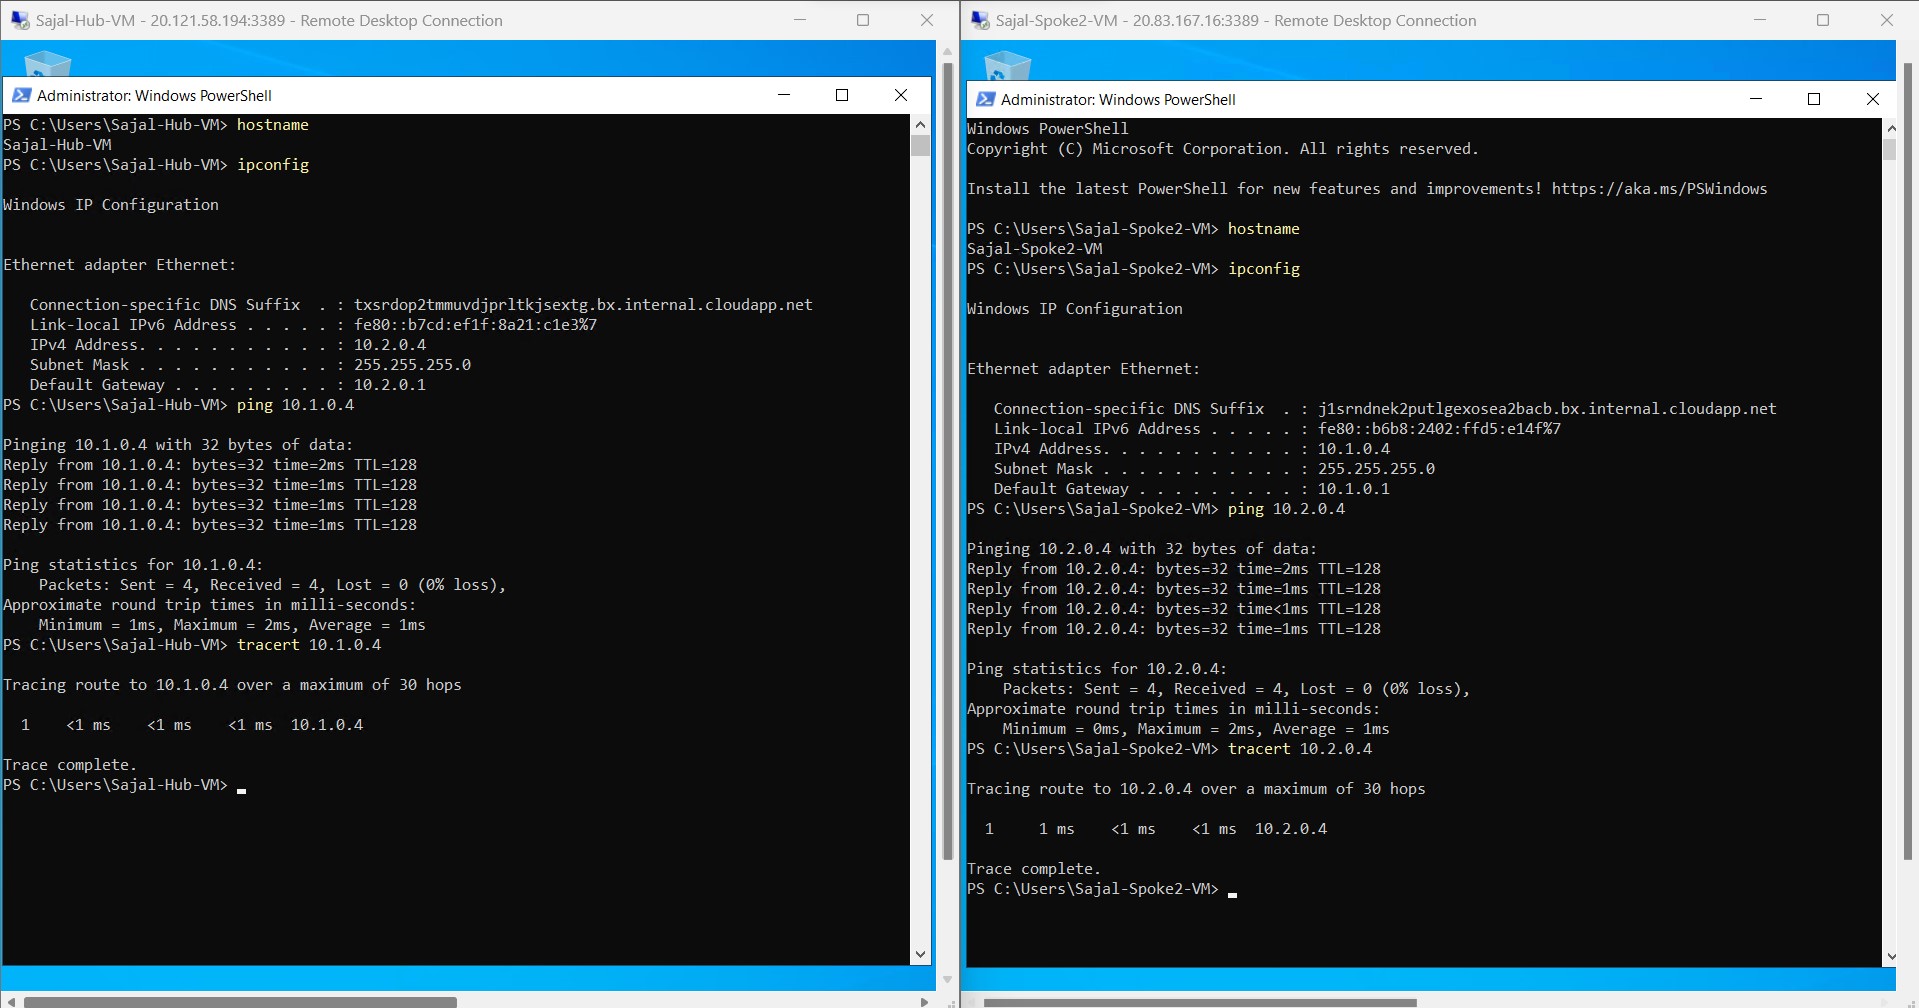 Sajal-Hub-VM - 20.121.58.194:3389 - Remote Desktop Connection
Administrator: Windows PowerShell
PS C:\Users\Sajal-Hub-VM> hostname
Sajal-Hub-VM
PS C:\Users\Sajal-Hub-VM> ipconfig
Windows IP Configuration
Ethernet adapter Ethernet:
Connection-specific DNS Suffix  . : txsrdop2tmmuvdjprltkjsextg.bx.internal.cloudapp.net
Link-local IPv6 Address . . . . . : fe80::b7cd:ef1f:8a21:c1e3%7
IPv4 Address. . . . . . . . . . . : 10.2.0.4
Subnet Mask . . . . . . . . . . . : 255.255.255.0
Default Gateway . . . . . . . . . : 10.2.0.1
PS C:\Users\Sajal-Hub-VM> ping 10.1.0.4
Pinging 10.1.0.4 with 32 bytes of data:
Reply from 10.1.0.4: bytes=32 time=2ms TTL=128
Reply from 10.1.0.4: bytes=32 time=1ms TTL=128
Reply from 10.1.0.4: bytes=32 time=1ms TTL=128
Reply from 10.1.0.4: bytes=32 time=1ms TTL=128
Ping statistics for 10.1.0.4:
Packets: Sent = 4, Received = 4, Lost = 0 (0% loss),
Approximate round trip times in milli-seconds:
Minimum = 1ms, Maximum = 2ms, Average = 1ms
PS C:\Users\Sajal-Hub-VM> tracert 10.1.0.4
Tracing route to 10.1.0.4 over a maximum of 30 hops
1    <1 ms    <1 ms    <1 ms  10.1.0.4
Trace complete.
PS C:\Users\Sajal-Hub-VM>
Sajal-Spoke2-VM - 20.83.167.16:3389 - Remote Desktop Connection
Administrator: Windows PowerShell
Windows PowerShell
Copyright (C) Microsoft Corporation. All rights reserved.
Install the latest PowerShell for new features and improvements! https://aka.ms/PSWindows
PS C:\Users\Sajal-Spoke2-VM> hostname
Sajal-Spoke2-VM
PS C:\Users\Sajal-Spoke2-VM> ipconfig
Windows IP Configuration
Ethernet adapter Ethernet:
Connection-specific DNS Suffix  . : j1srndnek2putlgexosea2bacb.bx.internal.cloudapp.net
Link-local IPv6 Address . . . . . : fe80::b6b8:2402:ffd5:e14f%7
IPv4 Address. . . . . . . . . . . : 10.1.0.4
Subnet Mask . . . . . . . . . . . : 255.255.255.0
Default Gateway . . . . . . . . . : 10.1.0.1
PS C:\Users\Sajal-Spoke2-VM> ping 10.2.0.4
Pinging 10.2.0.4 with 32 bytes of data:
Reply from 10.2.0.4: bytes=32 time=2ms TTL=128
Reply from 10.2.0.4: bytes=32 time=1ms TTL=128
Reply from 10.2.0.4: bytes=32 time<1ms TTL=128
Reply from 10.2.0.4: bytes=32 time=1ms TTL=128
Ping statistics for 10.2.0.4:
Packets: Sent = 4, Received = 4, Lost = 0 (0% loss),
Approximate round trip times in milli-seconds:
Minimum = 0ms, Maximum = 2ms, Average = 1ms
PS C:\Users\Sajal-Spoke2-VM> tracert 10.2.0.4
Tracing route to 10.2.0.4 over a maximum of 30 hops
1     1 ms    <1 ms    <1 ms  10.2.0.4
Trace complete.
PS C:\Users\Sajal-Spoke2-VM>